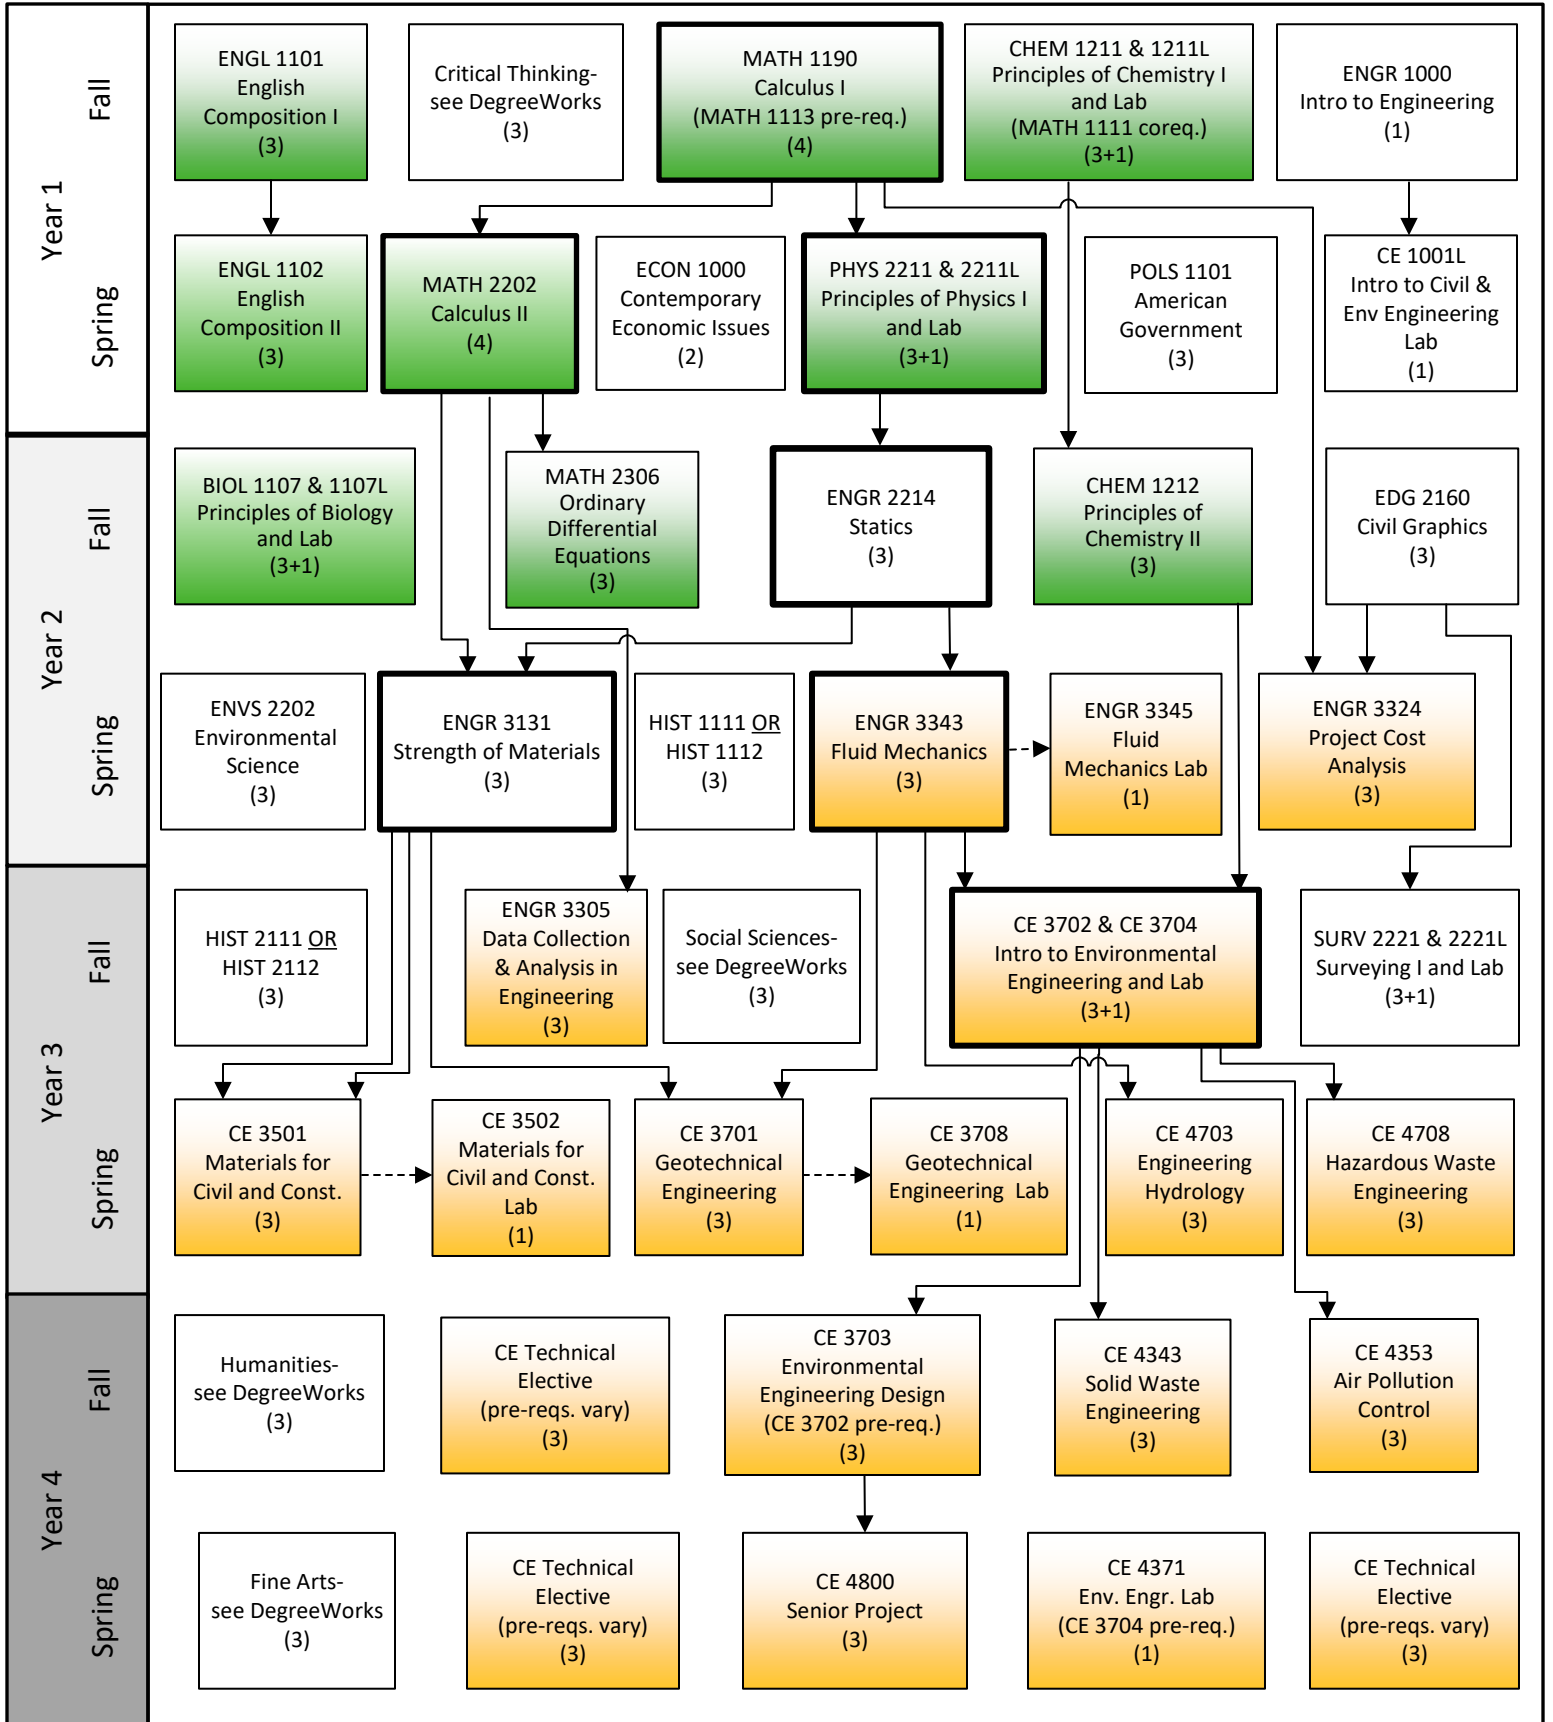 Year 1
Fall
ENGL 1101
English
Composition I
(3)
Critical Thinking-
see DegreeWorks
(3)
MATH 1190
Calculus I
(MATH 1113 pre-req.)
(4)
CHEM 1211 & 1211L
Principles of Chemistry I
and Lab
(MATH 1111 coreq.)
(3+1)
ENGR 1000
Intro to Engineering
(1)
Spring
ENGL 1102
English
Composition II
(3)
MATH 2202
Calculus II
(4)
ECON 1000
Contemporary
Economic Issues
(2)
PHYS 2211 & 2211L
Principles of Physics I
and Lab
(3+1)
POLS 1101
American
Government
(3)
CE 1001L
Intro to Civil &
Env Engineering
Lab
(1)
Year 2
Fall
BIOL 1107 & 1107L
Principles of Biology
and Lab
(3+1)
MATH 2306
Ordinary
Differential
Equations
(3)
ENGR 2214
Statics
(3)
CHEM 1212
Principles of
Chemistry II
(3)
EDG 2160
Civil Graphics
(3)
Spring
ENVS 2202
Environmental
Science
(3)
ENGR 3131
Strength of Materials
(3)
HIST 1111 OR
HIST 1112
(3)
ENGR 3343
Fluid Mechanics
(3)
ENGR 3345
Fluid
Mechanics Lab
(1)
ENGR 3324
Project Cost
Analysis
(3)
Year 3
Fall
HIST 2111 OR
HIST 2112
(3)
ENGR 3305
Data Collection
& Analysis in
Engineering
(3)
Social Sciences-
see DegreeWorks
(3)
CE 3702 & CE 3704
Intro to Environmental
Engineering and Lab
(3+1)
SURV 2221 & 2221L
Surveying I and Lab
(3+1)
Spring
CE 3501
Materials for
Civil and Const.
(3)
CE 3502
Materials for
Civil and Const.
Lab
(1)
CE 3701
Geotechnical
Engineering
(3)
CE 3708
Geotechnical
Engineering Lab
(1)
CE 4703
Engineering
Hydrology
(3)
CE 4708
Hazardous Waste
Engineering
(3)
Year 4
Fall
Humanities-
see DegreeWorks
(3)
CE Technical
Elective
(pre-reqs. vary)
(3)
CE 3703
Environmental
Engineering Design
(CE 3702 pre-req.)
(3)
CE 4343
Solid Waste
Engineering
(3)
CE 4353
Air Pollution
Control
(3)
Spring
Fine Arts-
see DegreeWorks
(3)
CE Technical
Elective
(pre-reqs. vary)
(3)
CE 4800
Senior Project
(3)
CE 4371
Env. Engr. Lab
(CE 3704 pre-req.)
(1)
CE Technical
Elective
(pre-reqs. vary)
(3)